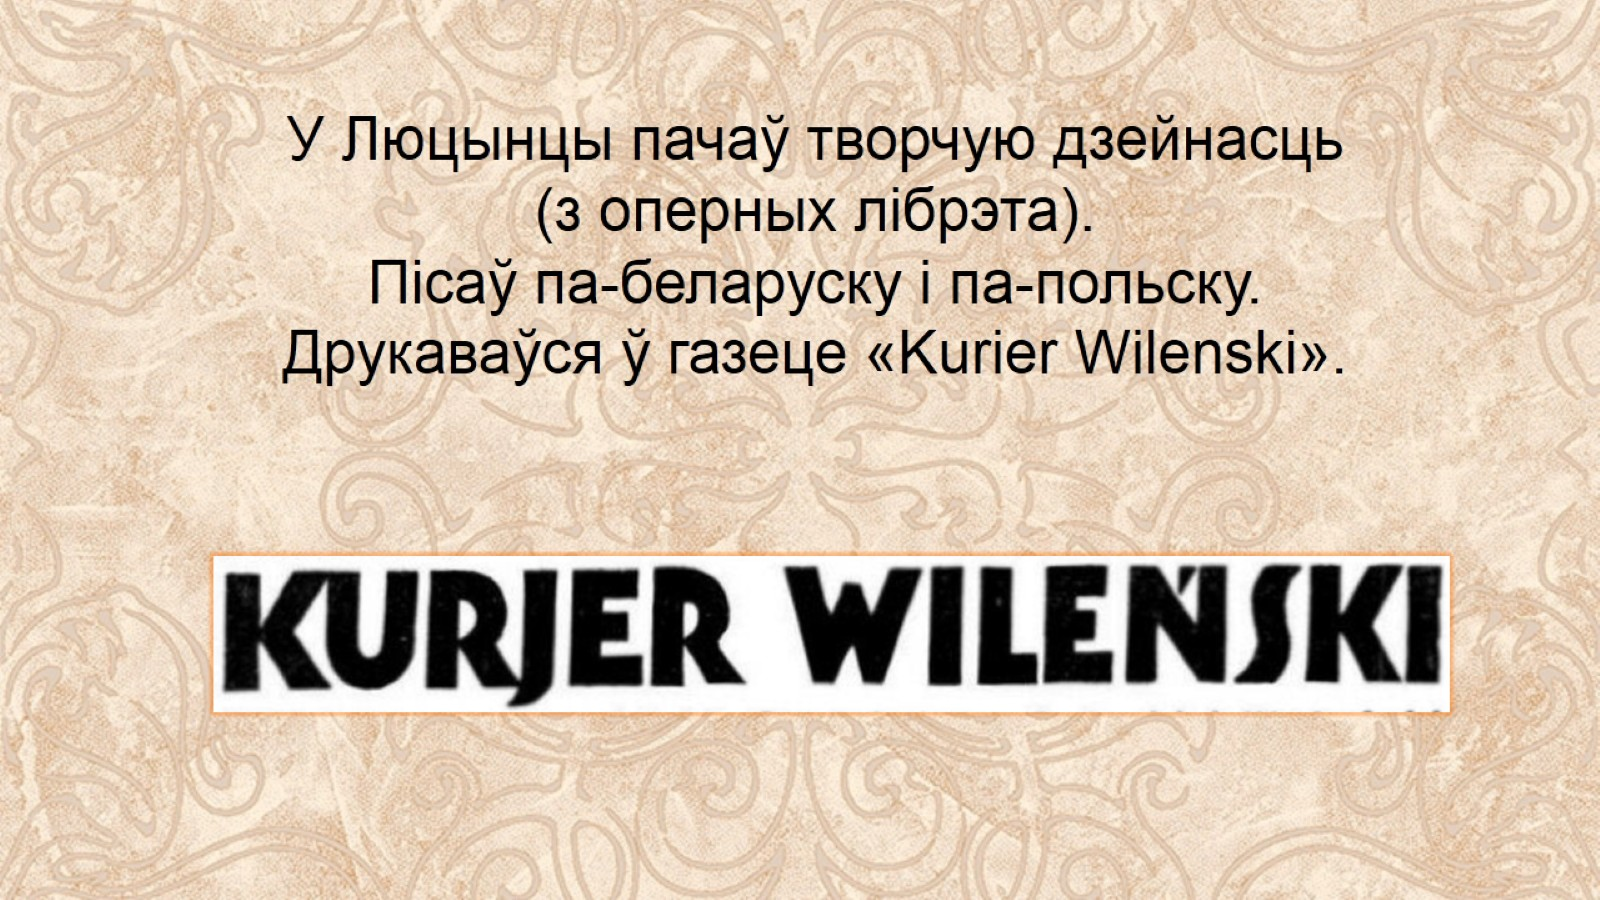 У Люцынцы пачаў творчую дзейнасць
(з оперных лібрэта).
Пісаў па-беларуску і па-польску.
Друкаваўся ў газеце «Kurier Wilenski».
KURJER WILEŃSKI